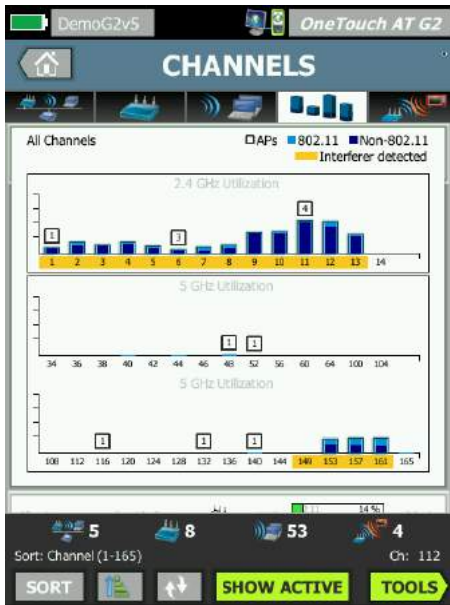 DemoG2v5
OneTouch AT G2
CHANNELS
All Channels
APs 802.11 Non-802.11
Interferer detected
2.4 GHz Utilization
1 3 4
1 2 3 4 5 6 7 8 9 10 11 12 13 14
5 GHz Utilization
1 1
34 36 38 40 42 44 46 48 52 56 60 64 100 104
5 GHz Utilization
1 1 1
108 112 116 120 124 128 132 136 140 144 149 153 157 161 165
14 %
5 8 53 4
Sort: Channel (1-165) Ch: 112
SORT SHOW ACTIVE TOOLS